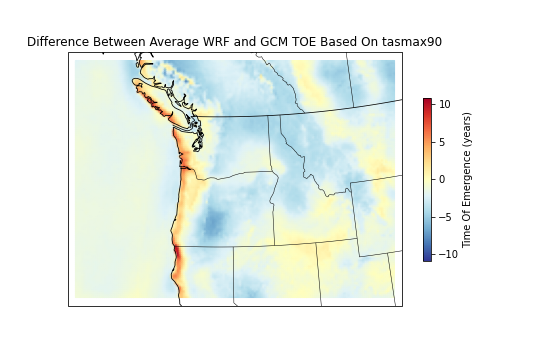 Difference Between Average WRF and GCM TOE Based On tasmax90
10
5
0
−5
−10
Time Of Emergence (years)